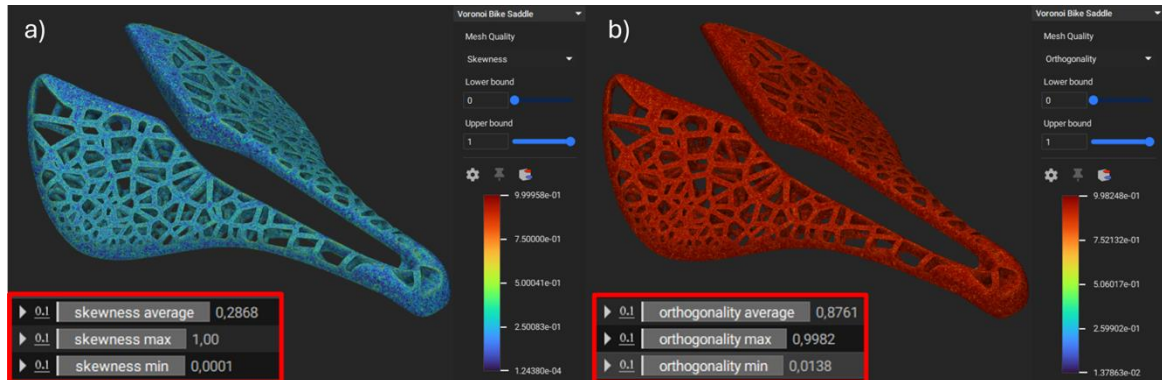 a)
Voronoi Bike Saddle
Mesh Quality
Skewness
Lower bound
0
Upper bound
1
9.99958e-01
7.50000e-01
5.00041e-01
2.50083e-01
1.24380e-04
0.1 skewness average 0,2868
0.1 skewness max 1,00
0.1 skewness min 0,0001
b)
Voronoi Bike Saddle
Mesh Quality
Orthogonality
Lower bound
0
Upper bound
1
9.98248e-01
7.52132e-01
5.06017e-01
2.59902e-01
1.37863e-02
0.1 orthogonality average 0,8761
0.1 orthogonality max 0,9982
0.1 orthogonality min 0,0138